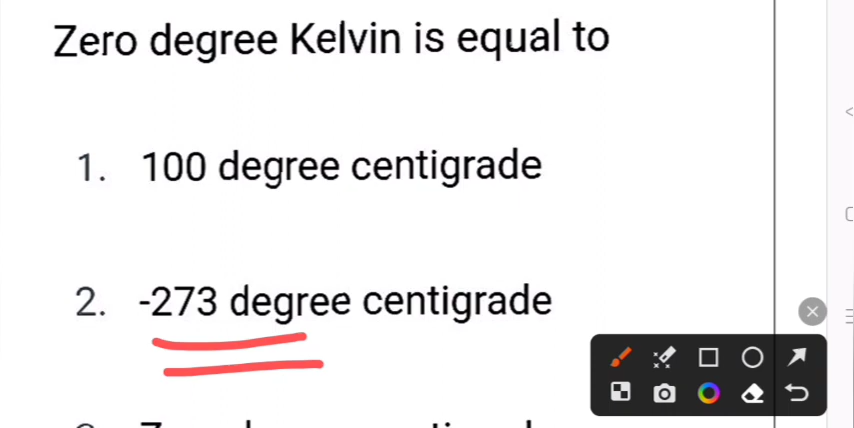 Zero degree Kelvin is equal to
1. 100 degree centigrade
2. -273 degree centigrade